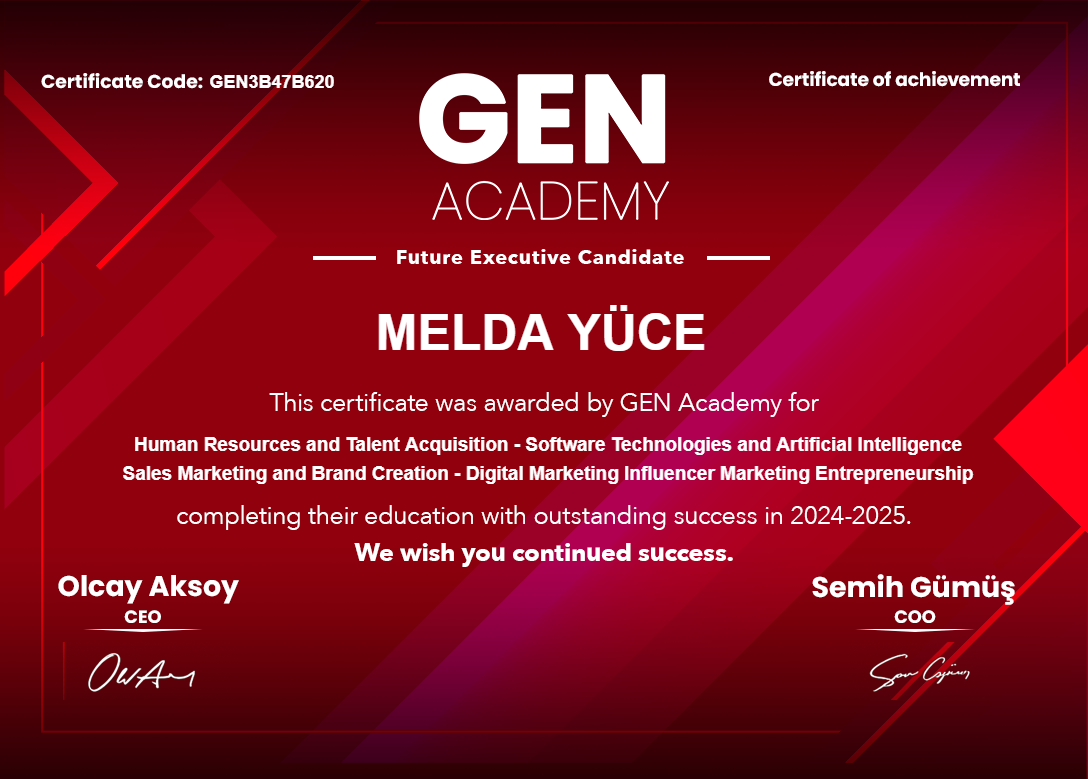 Certificate Code: GEN3B47B620
Certificate of achievement
GEN
ACADEMY
Future Executive Candidate
MELDA YÜCE
This certificate was awarded by GEN Academy for
Human Resources and Talent Acquisition - Software Technologies and Artificial Intelligence
Sales Marketing and Brand Creation - Digital Marketing Influencer Marketing Entrepreneurship
completing their education with outstanding success in 2024-2025.
We wish you continued success.
Olcay Aksoy
CEO
Semih Gümüş
COO